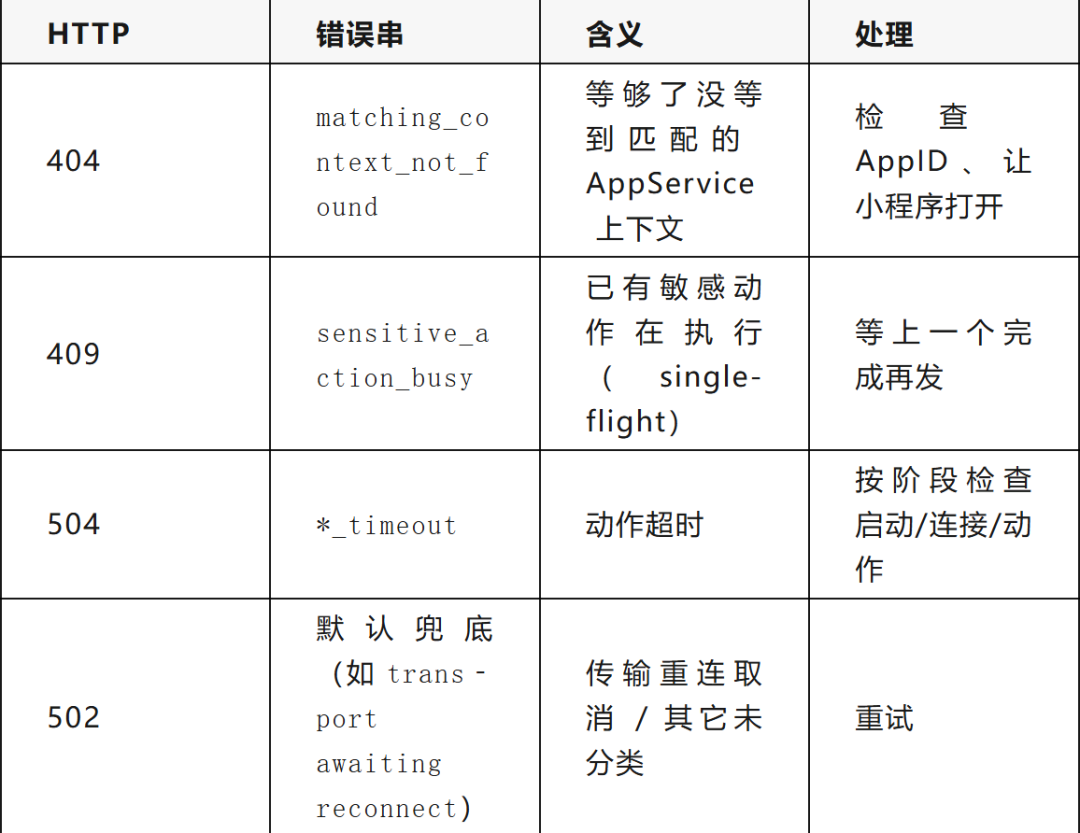 HTTP 错误串 含义 处理
404
matching_co
ntext_not_f
ound
等够了没等
到匹配的
AppService
上下文
检查
AppID、让
小程序打开
409
sensitive_a
ction_busy
已有敏感动
作在执行
(single-
flight)
等上一个完
成再发
504
*_timeout
动作超时
按阶段检查
启动/连接/动
作
502
默认兜底
(如 trans-
port
awaiting
reconnect)
传输重连取
消/其它未
分类
重试